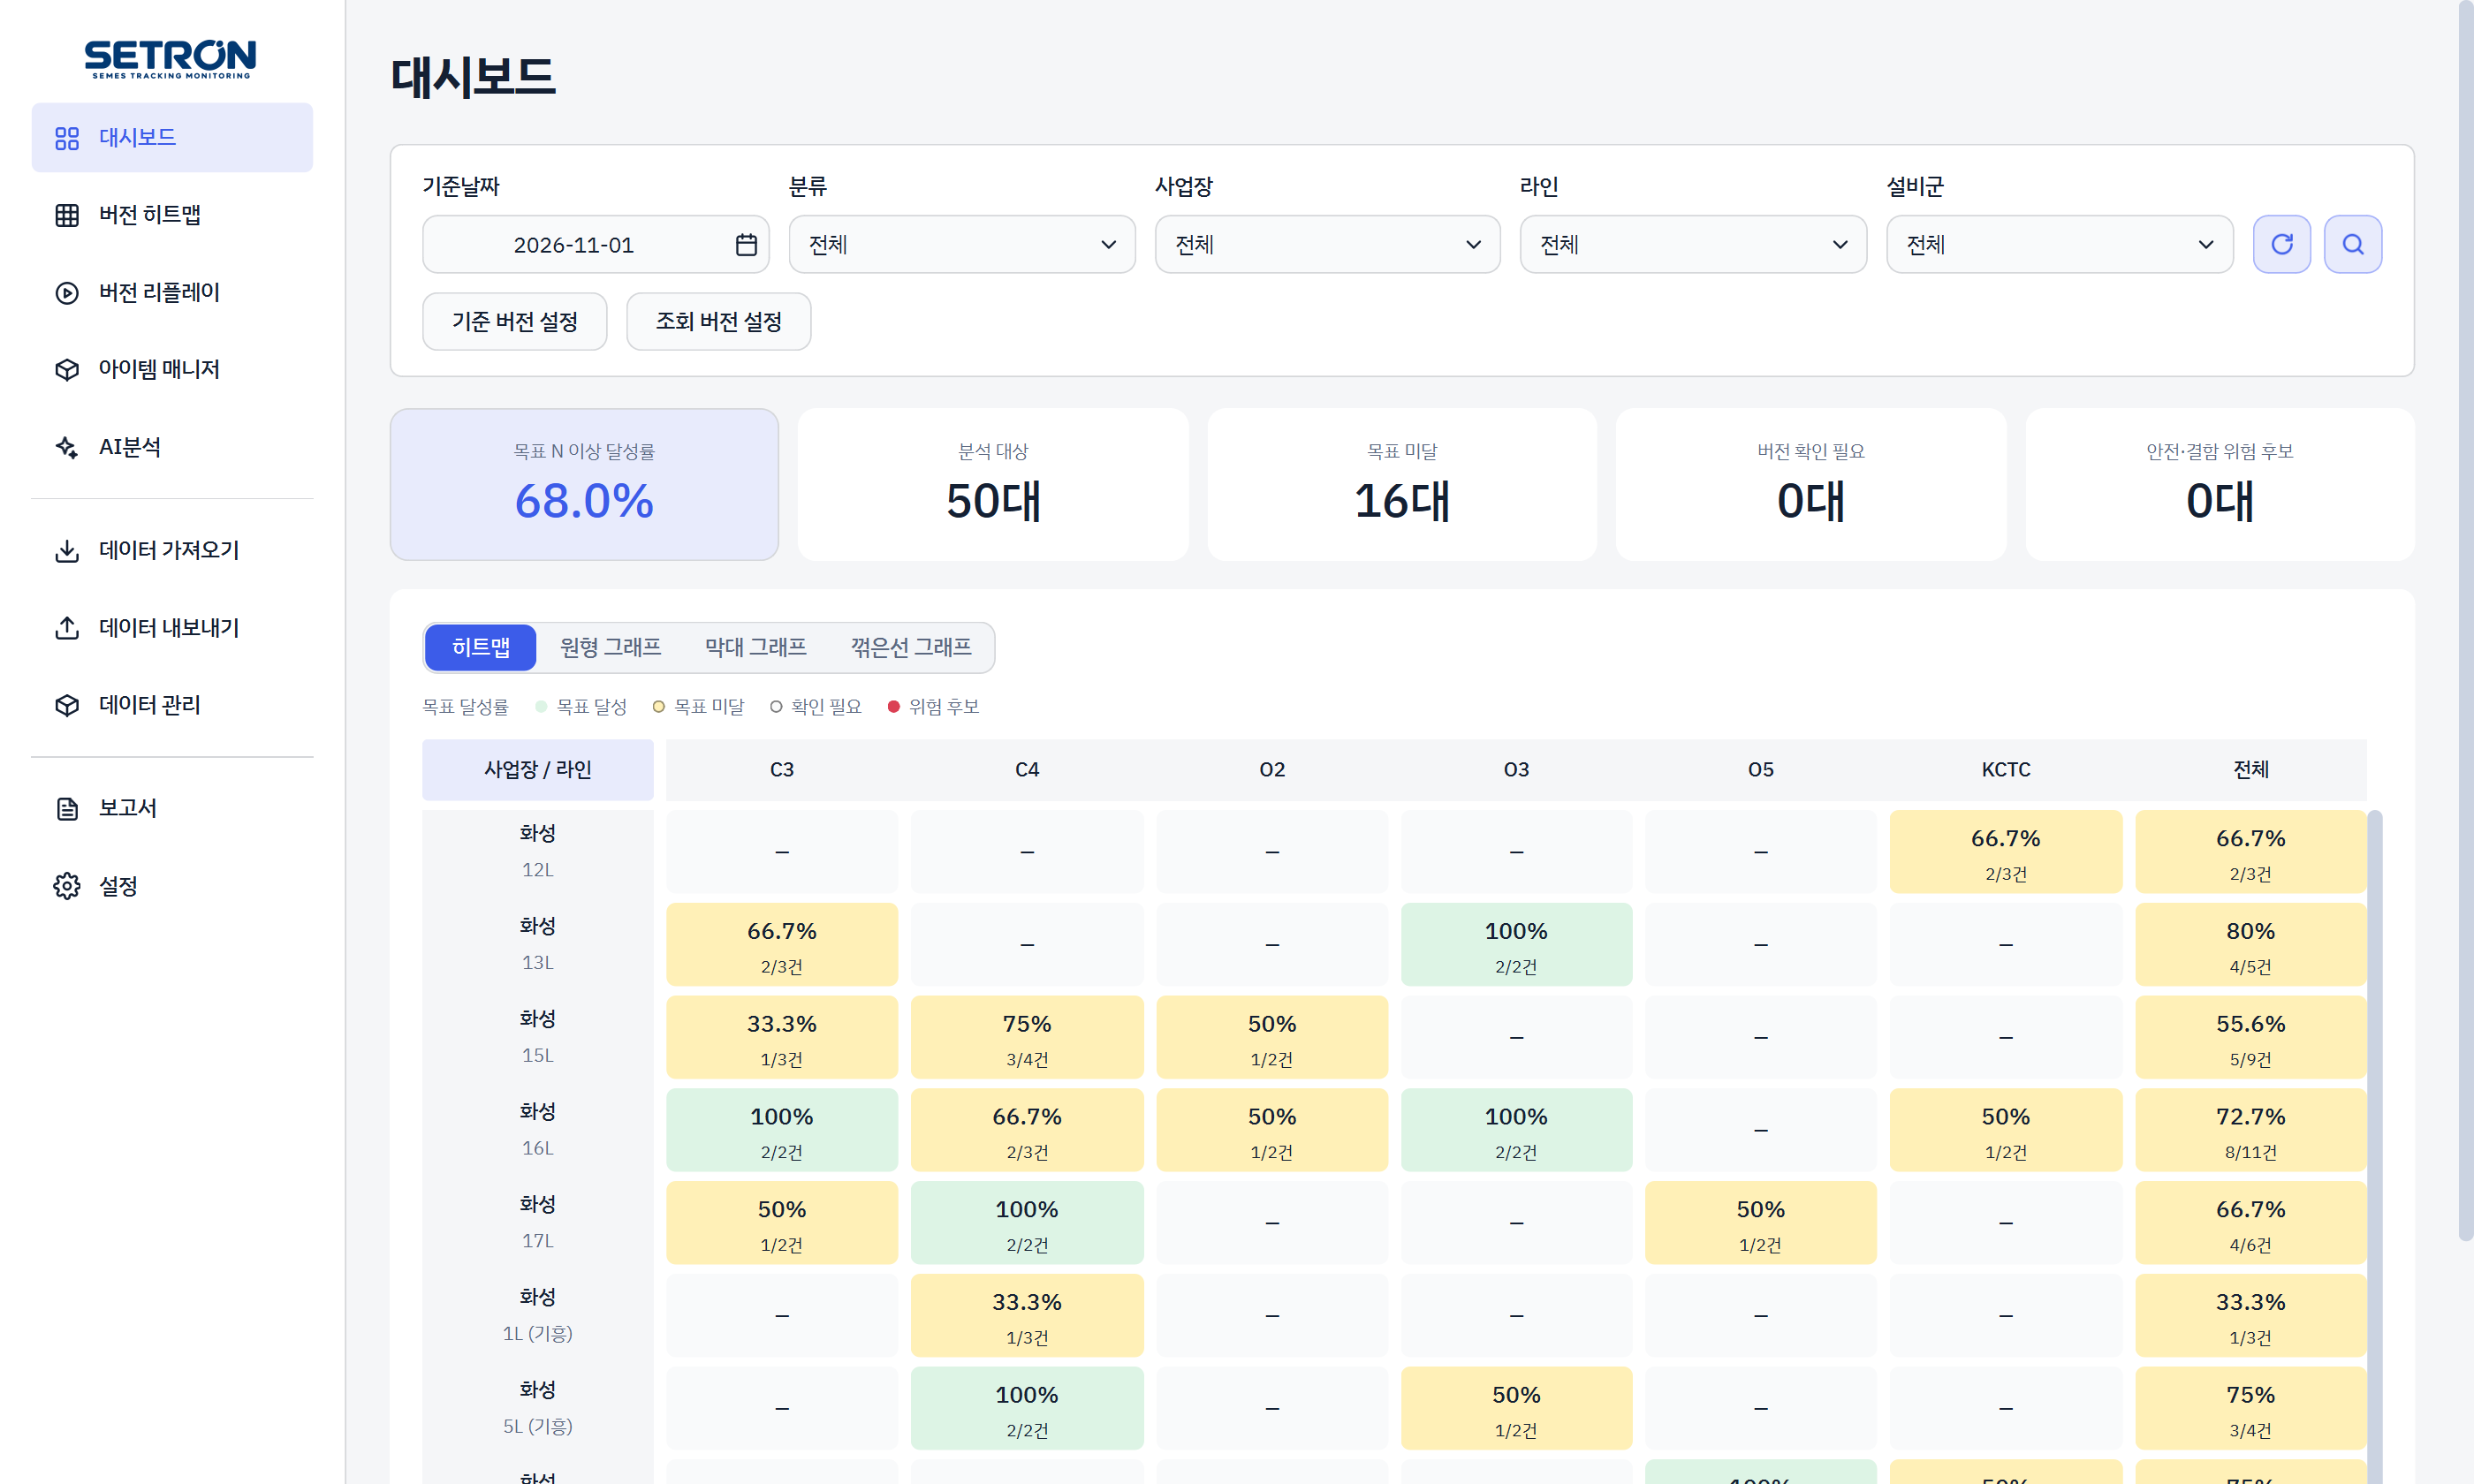 SETRON
SEMES TRACKING MONITORING
대시보드
버전 히트맵
버전 리플레이
아이템 매니저
AI분석
데이터 가져오기
데이터 내보내기
데이터 관리
보고서
설정
대시보드
기준날짜 분류 사업장 라인 설비군
2026-11-01 전체 전체 전체 전체
기준 버전 설정 조회 버전 설정
목표 N 이상 달성률 분석 대상 목표 미달 버전 확인 필요 안전·결함 위험 후보
68.0% 50대 16대 0대 0대
히트맵 원형 그래프 막대 그래프 꺾은선 그래프
목표 달성률 목표 달성 목표 미달 확인 필요 위험 후보
사업장 / 라인 C3 C4 O2 O3 O5 KCTC 전체
화성 – – – – – 66.7% 66.7%
12L 2/3건 2/3건
화성 66.7% – – 100% – – 80%
13L 2/3건 2/2건 4/5건
화성 33.3% 75% 50% – – – 55.6%
15L 1/3건 3/4건 1/2건 5/9건
화성 100% 66.7% 50% 100% – 50% 72.7%
16L 2/2건 2/3건 1/2건 2/2건 1/2건 8/11건
화성 50% 100% – – 50% – 66.7%
17L 1/2건 2/2건 1/2건 4/6건
화성 – 33.3% – – – – 33.3%
1L (기흥) 1/3건 1/3건
화성 – 100% – 50% – – 75%
5L (기흥) 2/2건 1/2건 3/4건
화성 100% 50% 75%